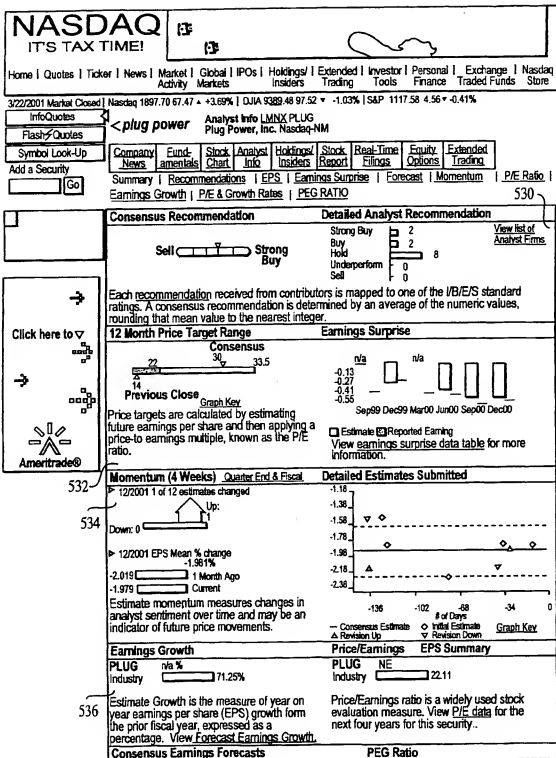 NASDAQ
IT'S TAX TIME!
Home | Quotes | Ticker | News | Market Activity | Global Markets | IPOs | Holdings/ Insiders | Extended Trading | Investor Tools | Personal Finance | Exchange Traded Funds | Nasdaq Store
3/22/2001 Market Closed | Nasdaq 1897.70 67.47 ▲ +3.69% | DJIA 9389.48 97.52 ▼ -1.03% | S&P 1117.58 4.56 ▼ -0.41%
InfoQuotes
FlashQuotes
Symbol Look-Up
Add a Security
Go
plug power
Analyst Info LMNX PLUG
Plug Power, Inc. Nasdaq-NM
Company News | Fund-amentals | Stock Chart | Analyst Info | Holdings/ Insiders | Stock Report | Real-Time Filings | Equity Options | Extended Trading
Summary | Recommendations | EPS | Earnings Surprise | Forecast | Momentum | P/E Ratio |
Earnings Growth | P/E & Growth Rates | PEG RATIO
530
Consensus Recommendation
Sell Strong Buy
Detailed Analyst Recommendation
Strong Buy 2
Buy 2
Hold 8
Underperform 0
Sell 0
View list of
Analyst Firms
Each recommendation received from contributors is mapped to one of the I/B/E/S standard
ratings. A consensus recommendation is determined by an average of the numeric values,
rounding that mean value to the nearest integer.
Click here to ▽
Ameritrade®
12 Month Price Target Range
Consensus
22 30 33.5
14
Previous Close
Graph Key
Price targets are calculated by estimating
future earnings per share and then applying a
price-to earnings multiple, known as the P/E
ratio.
Earnings Surprise
n/a n/a
-0.13
-0.27
-0.41
-0.55
Sep99 Dec99 Mar00 Jun00 Sep00 Dec00
Estimate Reported Earning
View earnings surprise data table for more
information.
532
Momentum (4 Weeks) Quarter End & Fiscal
534
▷ 12/2001 1 of 12 estimates changed
Up:
1
Down: 0
▷ 12/2001 EPS Mean % change
-1.981%
-2.019 1 Month Ago
-1.979 Current
Estimate momentum measures changes in
analyst sentiment over time and may be an
indicator of future price movements.
Detailed Estimates Submitted
-1.18
-1.38
-1.58
-1.78
-1.98
-2.18
-2.36
-136 -102 -68 -34 0
# of Days
— Consensus Estimate ◇ Initial Estimate Graph Key
△ Revision Up ▽ Revision Down
Earnings Growth
PLUG n/a %
Industry 71.25%
536
Estimate Growth is the measure of year on
year earnings per share (EPS) growth form
the prior fiscal year, expressed as a
percentage. View Forecast Earnings Growth.
Price/Earnings EPS Summary
PLUG NE
Industry 22.11
Price/Earnings ratio is a widely used stock
evaluation measure. View P/E data for the
next four years for this security..
Consensus Earnings Forecasts
PEG Ratio